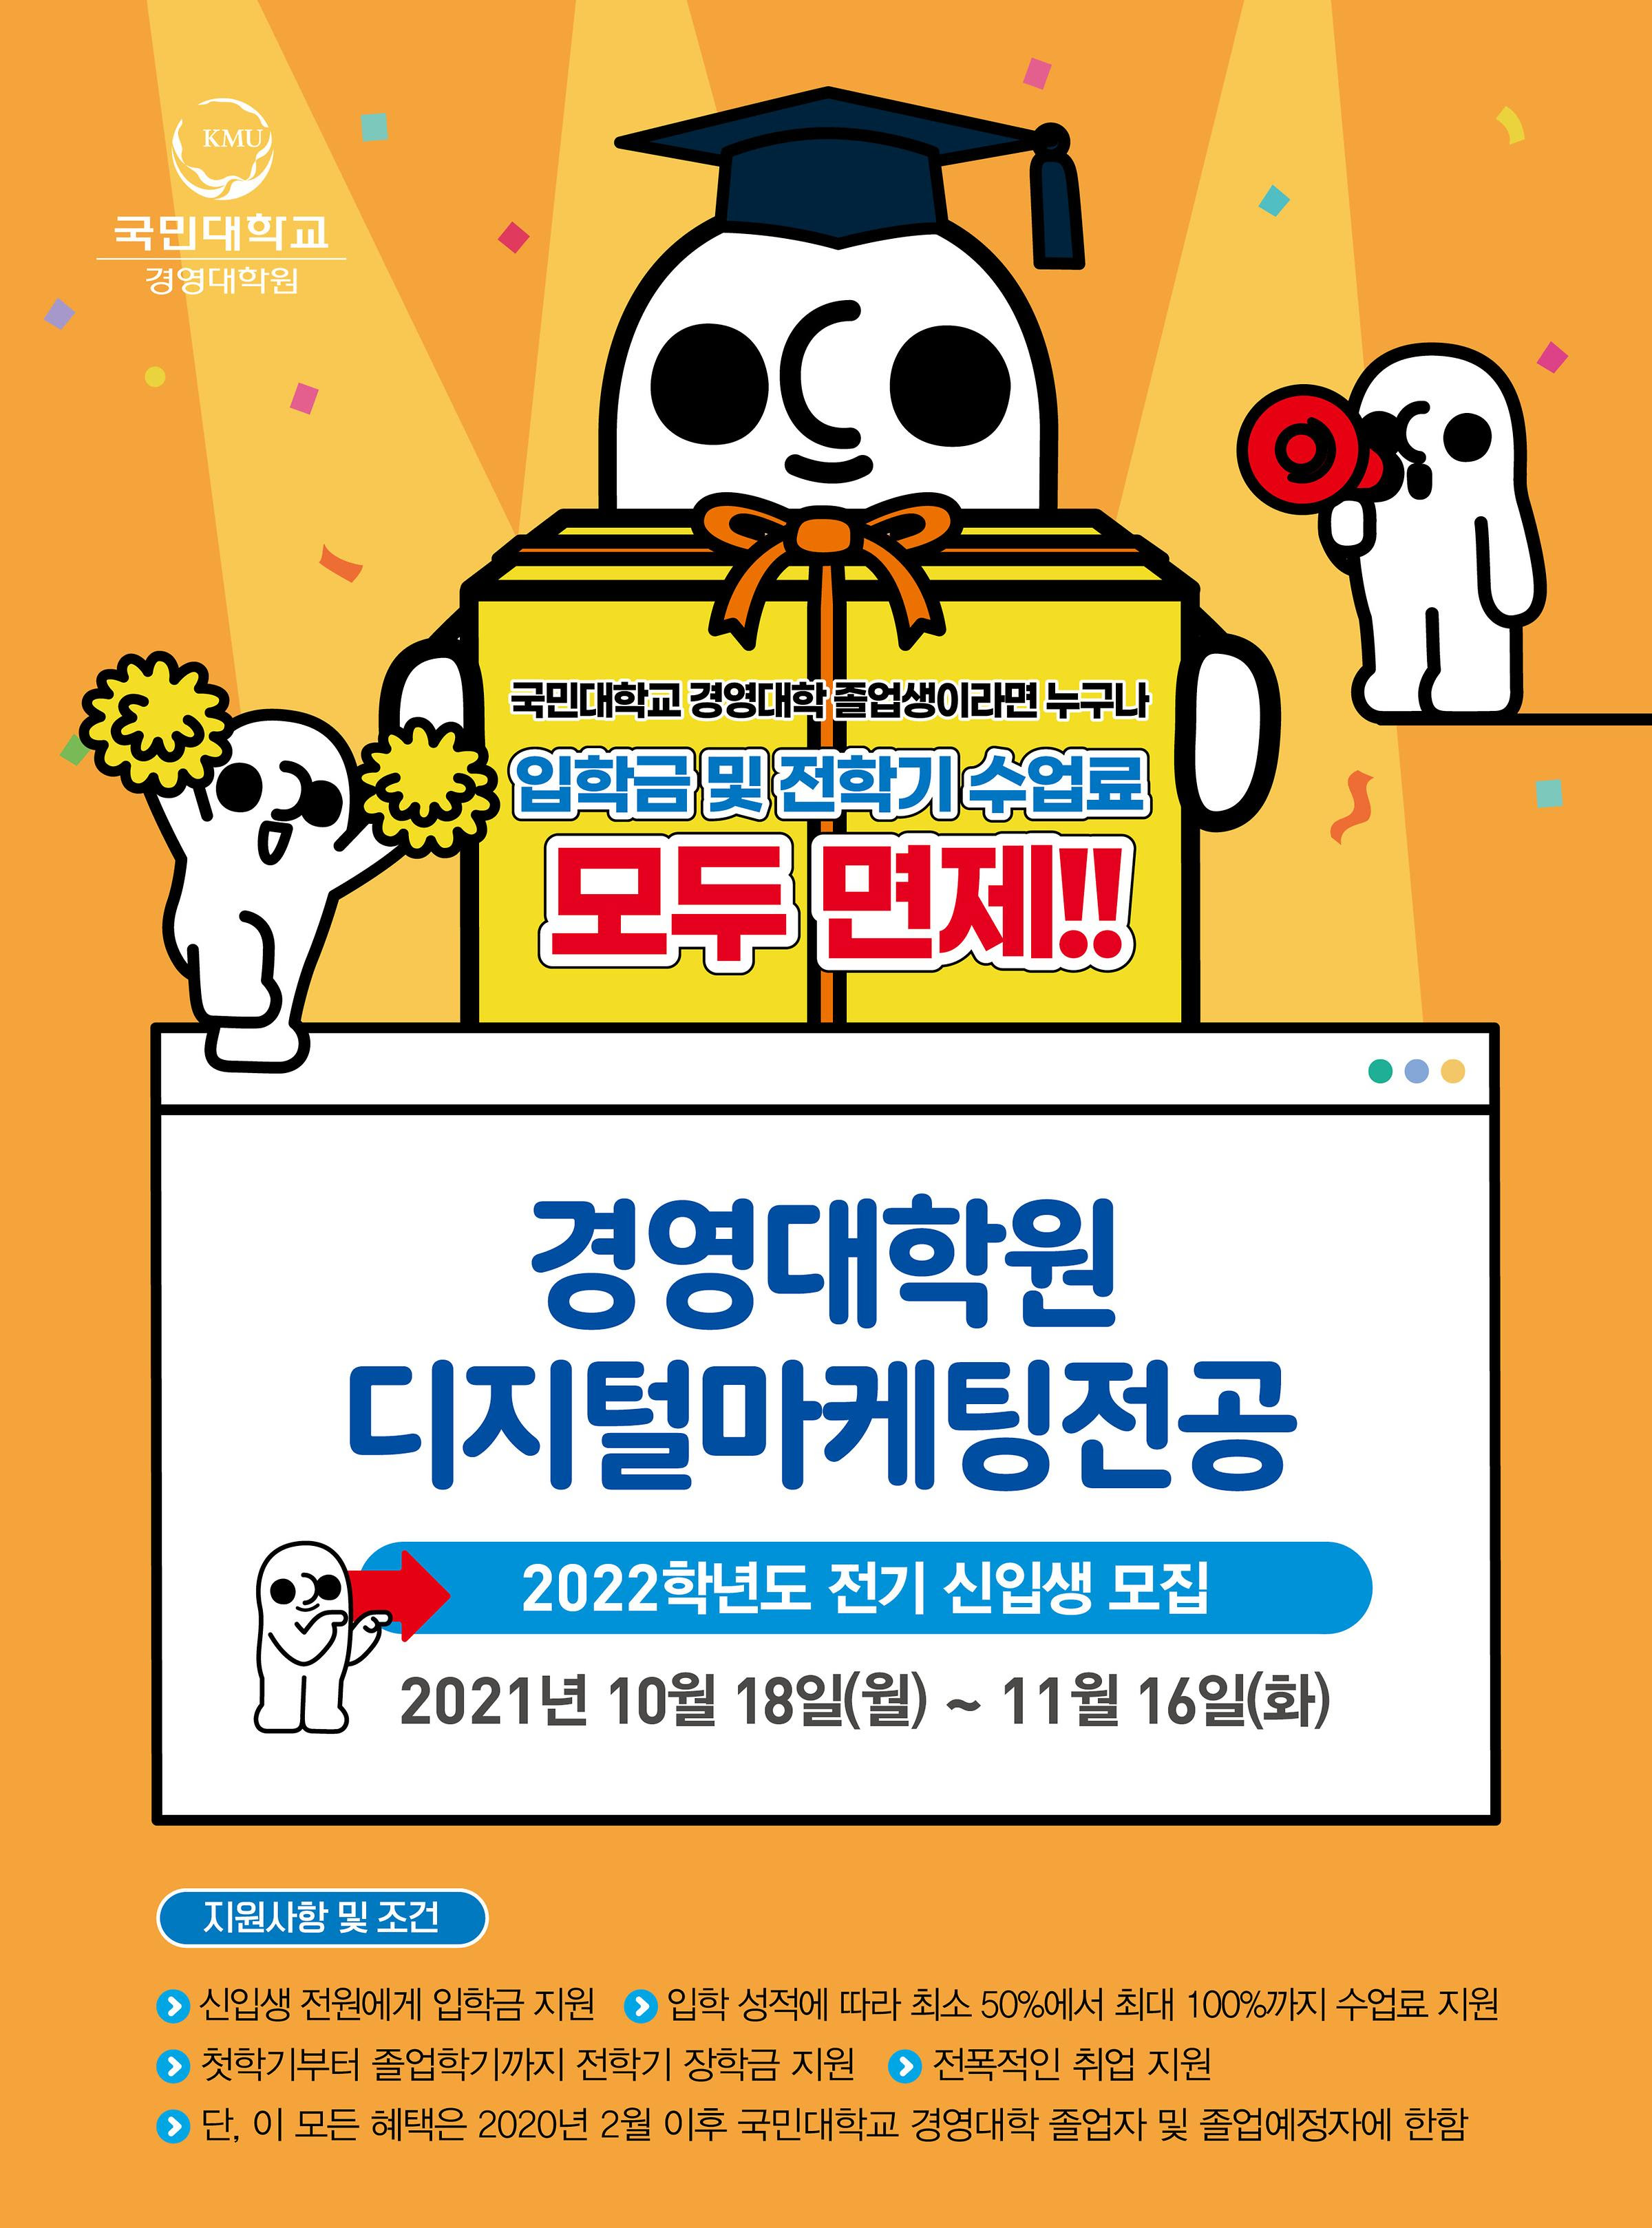 KMU
국민대학교
경영대학원
국민대학교 경영대학 졸업생이라면 누구나
입학금 및 전학기 수업료
모두 면제!!
경영대학원
디지털마케팅전공
2022학년도 전기 신입생 모집
2021년 10월 18일(월) ~ 11월 16일(화)
지원사항 및 조건
신입생 전원에게 입학금 지원 입학 성적에 따라 최소 50%에서 최대 100%까지 수업료 지원
첫학기부터 졸업학기까지 전학기 장학금 지원 전폭적인 취업 지원
단, 이 모든 혜택은 2020년 2월 이후 국민대학교 경영대학 졸업자 및 졸업예정자에 한함